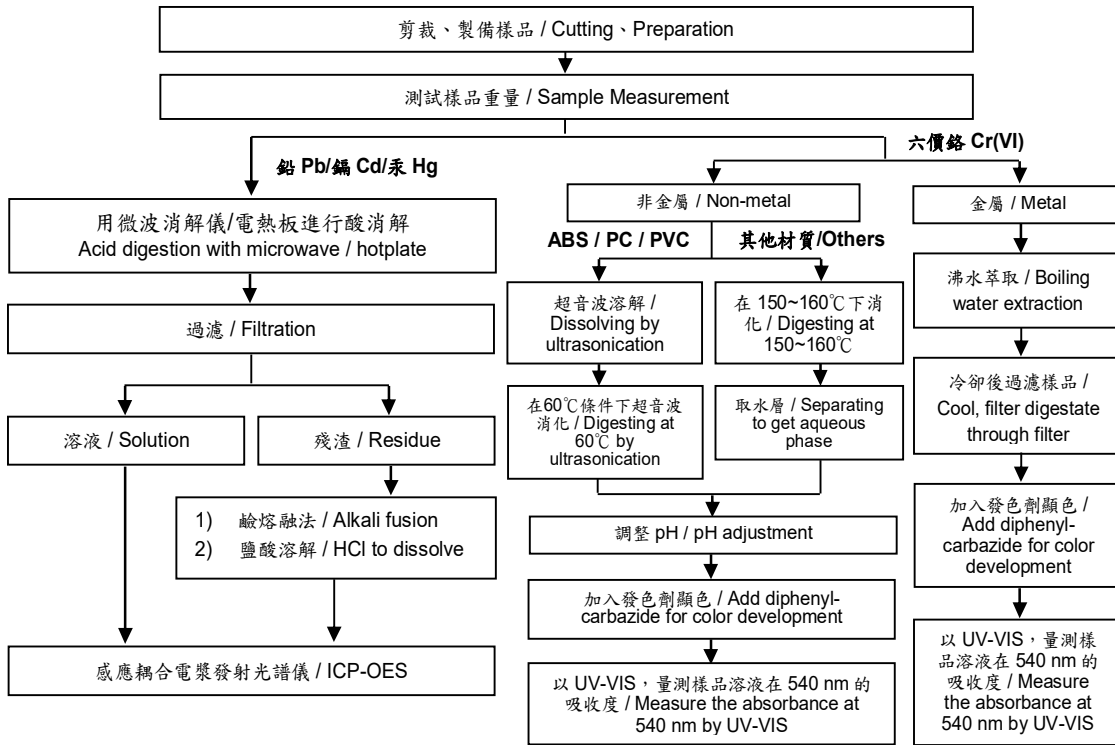 剪裁、製備樣品 / Cutting、Preparation
測試樣品重量 / Sample Measurement
鉛 Pb/鎘 Cd/汞 Hg
六價鉻 Cr(VI)
用微波消解儀/電熱板進行酸消解
Acid digestion with microwave / hotplate
過濾 / Filtration
溶液 / Solution
殘渣 / Residue
1) 鹼熔融法 / Alkali fusion
2) 鹽酸溶解 / HCl to dissolve
感應耦合電漿發射光譜儀 / ICP-OES
非金屬 / Non-metal
ABS / PC / PVC
其他材質/Others
超音波溶解 /
Dissolving by
ultrasonication
在 150~160℃下消
化 / Digesting at
150~160℃
在60℃條件下超音波
消化 / Digesting at
60℃ by
ultrasonication
取水層 / Separating
to get aqueous
phase
調整 pH / pH adjustment
加入發色劑顯色 / Add diphenyl-
carbazide for color development
以 UV-VIS，量測樣品溶液在 540 nm 的
吸收度 / Measure the absorbance at
540 nm by UV-VIS
金屬 / Metal
沸水萃取 / Boiling
water extraction
冷卻後過濾樣品 /
Cool, filter digestate
through filter
加入發色劑顯色 /
Add diphenyl-
carbazide for color
development
以 UV-VIS，量測樣
品溶液在 540 nm 的
吸收度 / Measure
the absorbance at
540 nm by UV-VIS